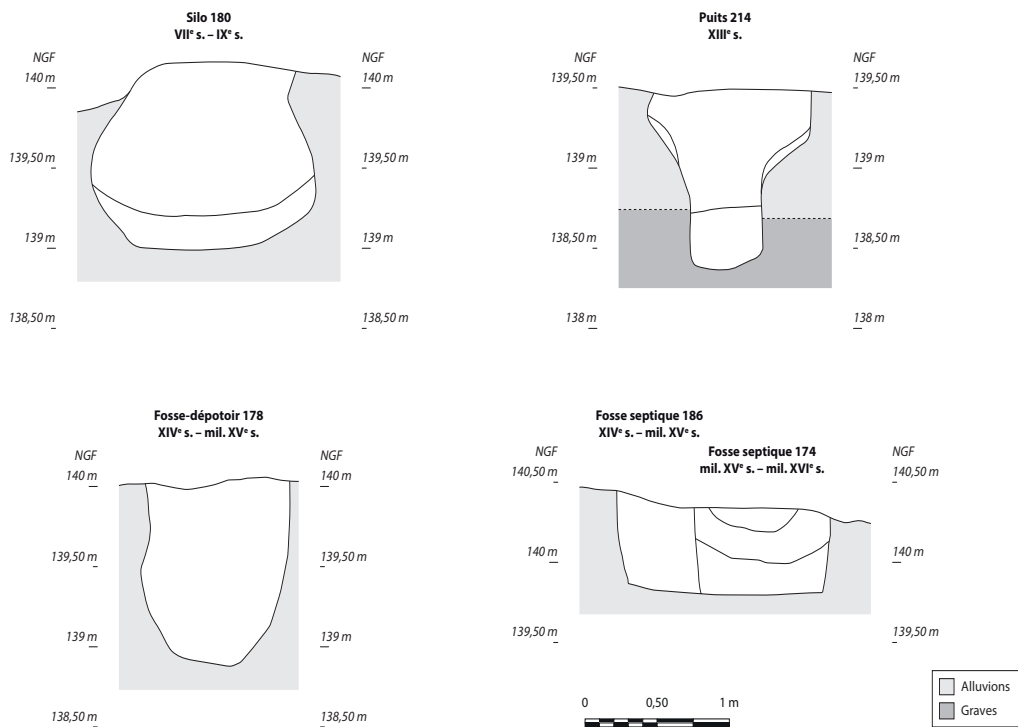 Silo 180
VIIᵉ s. – IXᵉ s.
NGF
140 m
139,50 m
139 m
138,50 m
NGF
140 m
139,50 m
139 m
138,50 m
Puits 214
XIIIᵉ s.
NGF
139,50 m
139 m
138,50 m
138 m
NGF
139,50 m
139 m
138,50 m
138 m
Fosse-dépotoir 178
XIVᵉ s. – mil. XVᵉ s.
NGF
140 m
139,50 m
139 m
138,50 m
NGF
140 m
139,50 m
139 m
138,50 m
Fosse septique 186
XIVᵉ s. – mil. XVᵉ s.
Fosse septique 174
mil. XVᵉ s. – mil. XVIᵉ s.
NGF
140,50 m
140 m
139,50 m
NGF
140,50 m
140 m
139,50 m
0 0,50 1 m
Alluvions
Graves